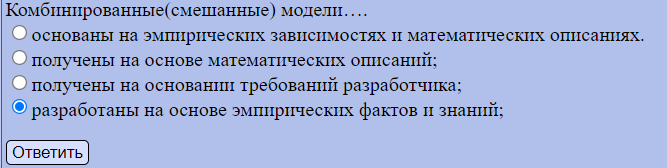 Комбинированные(смешанные) модели….
основаны на эмпирических зависимостях и математических описаниях.
получены на основе математических описаний;
получены на основании требований разработчика;
разработаны на основе эмпирических фактов и знаний;
Ответить